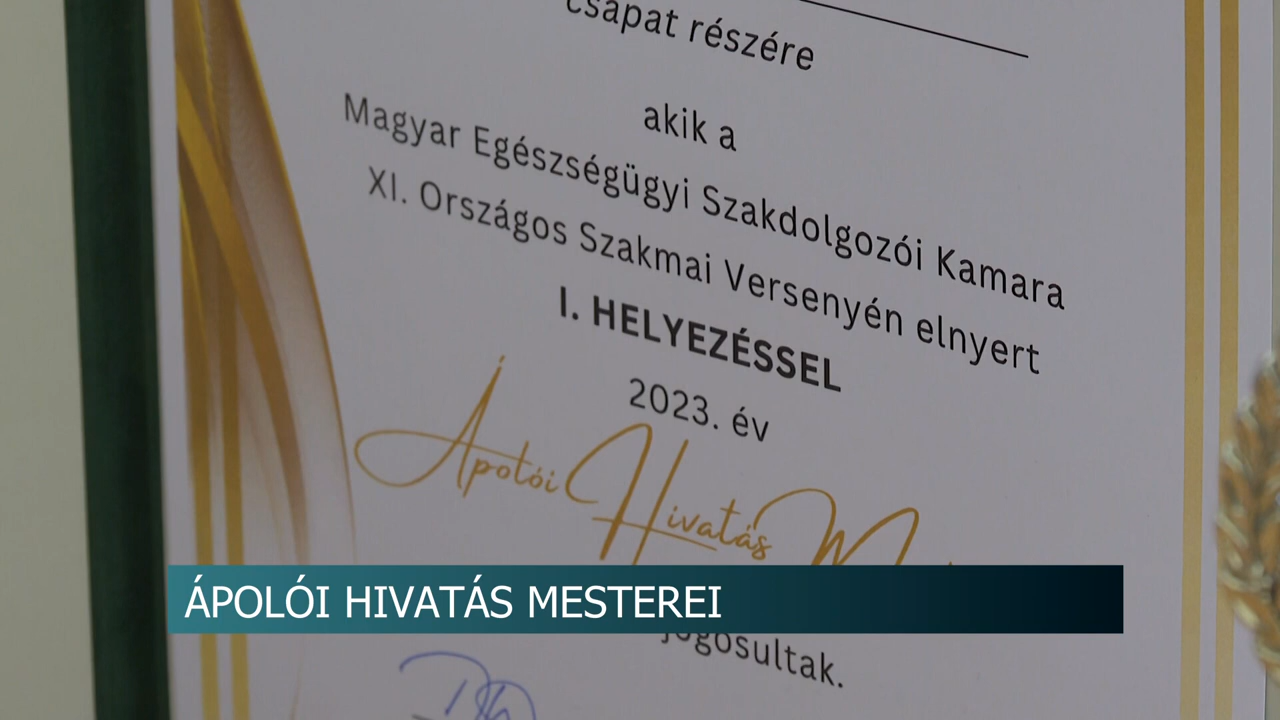 csapat részére
akik a
Magyar Egészségügyi Szakdolgozói Kamara
XI. Országos Szakmai Versenyén elnyert
I. HELYEZÉSSEL
2023. év
Ápolói Hivatás
ÁPOLÓI HIVATÁS MESTEREI
jogosultak.